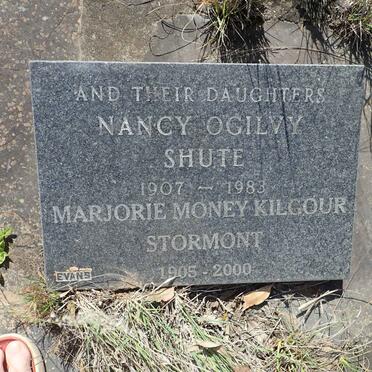 AND THEIR DAUGHTERS
NANCY OGILVY
SHUTE
1907 – 1983
MARJORIE MONEY KILGOUR
STORMONT
1905 - 2000
EVANS